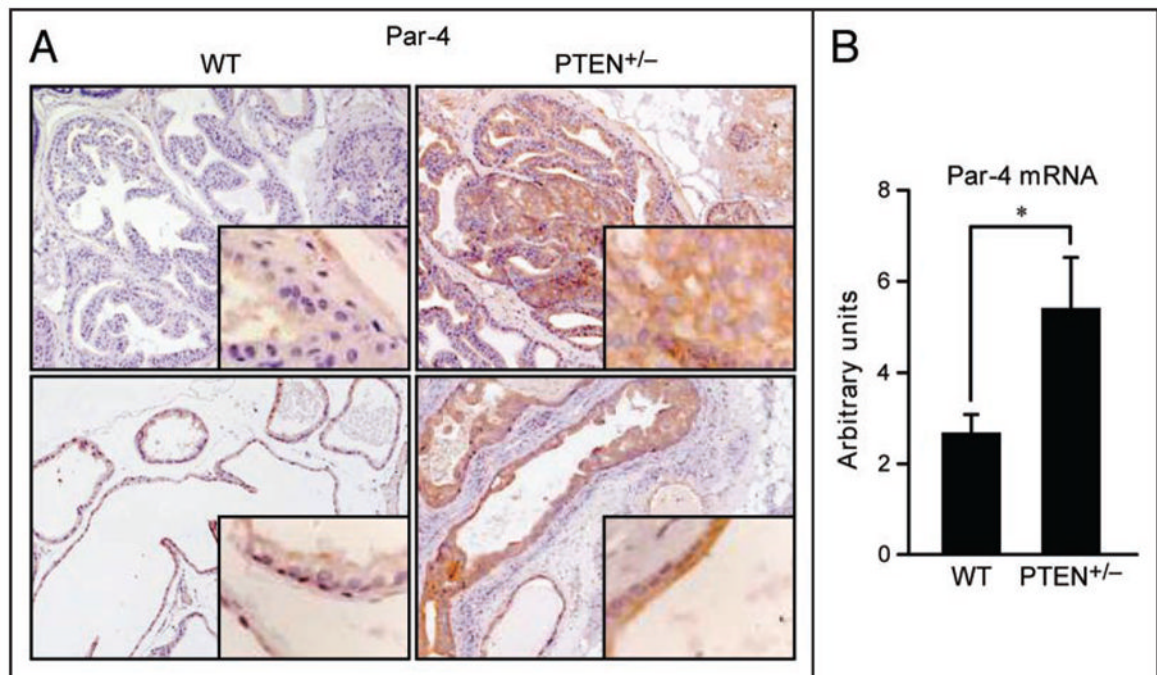 A
Par-4
WT
PTEN+/−
B
Par-4 mRNA
*
Arbitrary units
8
6
4
2
0
WT
PTEN+/−